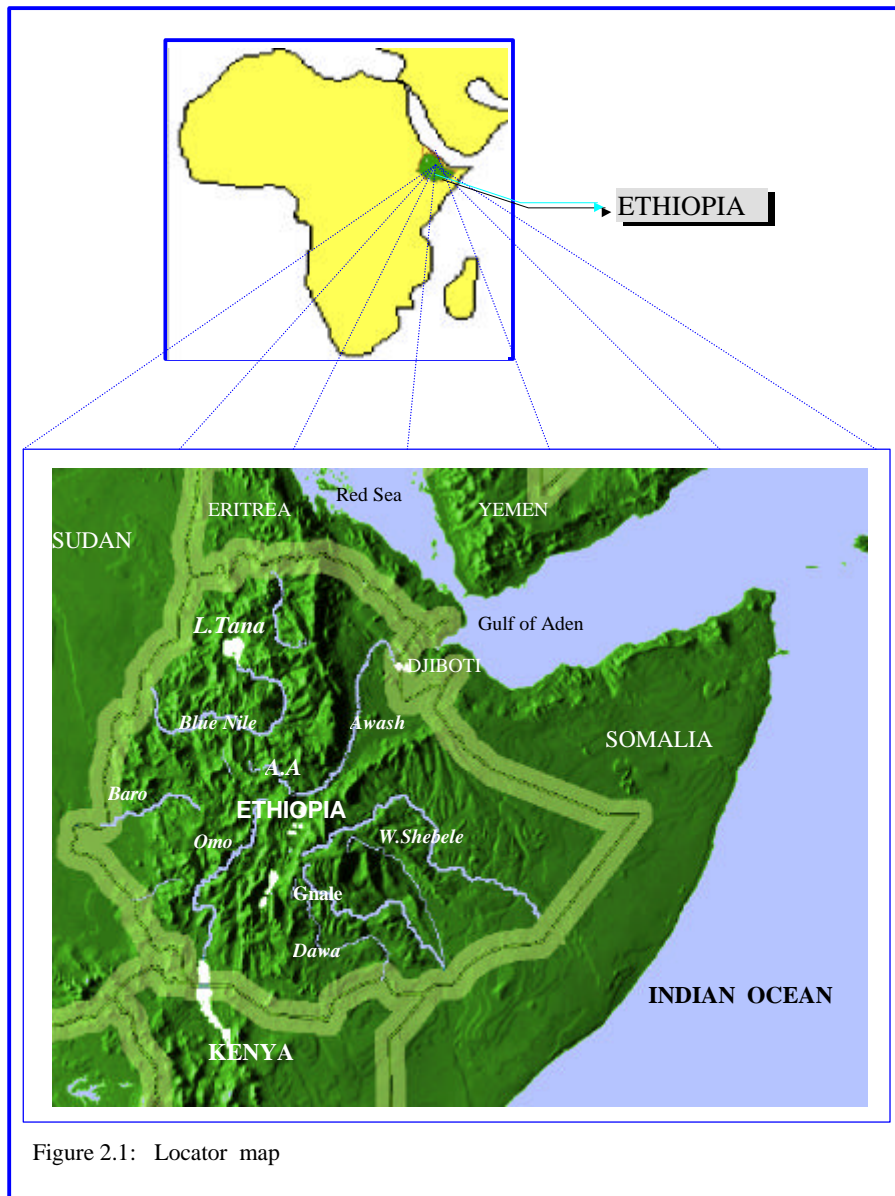 ETHIOPIA
Red Sea
ERITREA
YEMEN
SUDAN
L.Tana
Gulf of Aden
DJIBOTI
Blue Nile
Awash
SOMALIA
A.A
Baro
ETHIOPIA
Omo
W.Shebele
Gnale
Dawa
INDIAN OCEAN
KENYA
Figure 2.1: Locator map